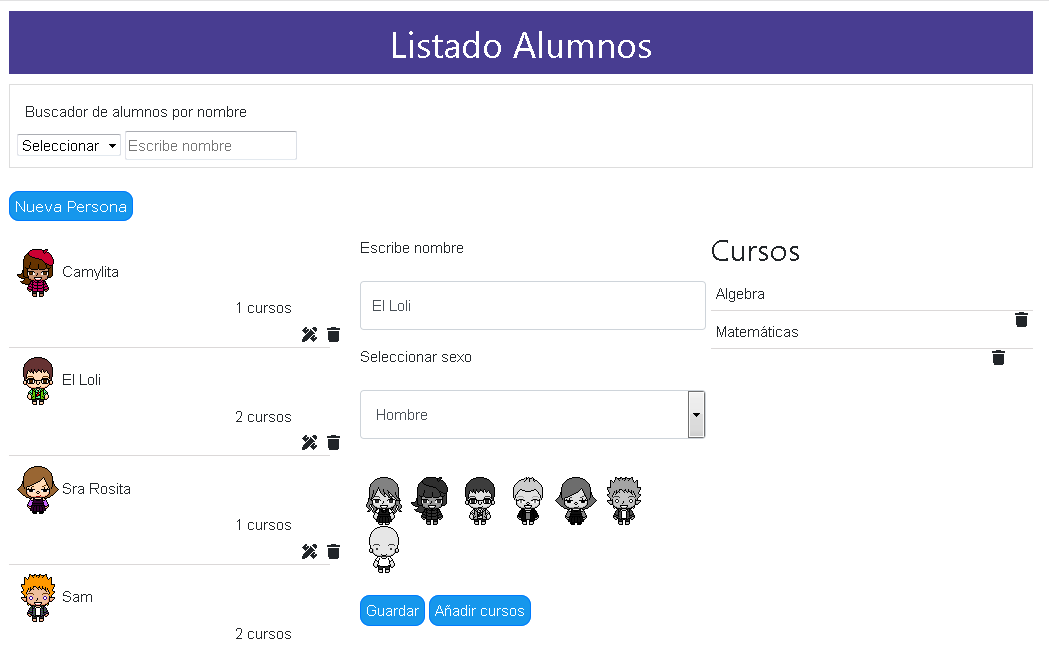 Listado Alumnos
Buscador de alumnos por nombre
Seleccionar Escribe nombre
Nueva Persona
Camylita
1 cursos
El Loli
2 cursos
Sra Rosita
1 cursos
Sam
2 cursos
Escribe nombre
El Loli
Seleccionar sexo
Hombre
Guardar Añadir cursos
Cursos
Algebra
Matemáticas